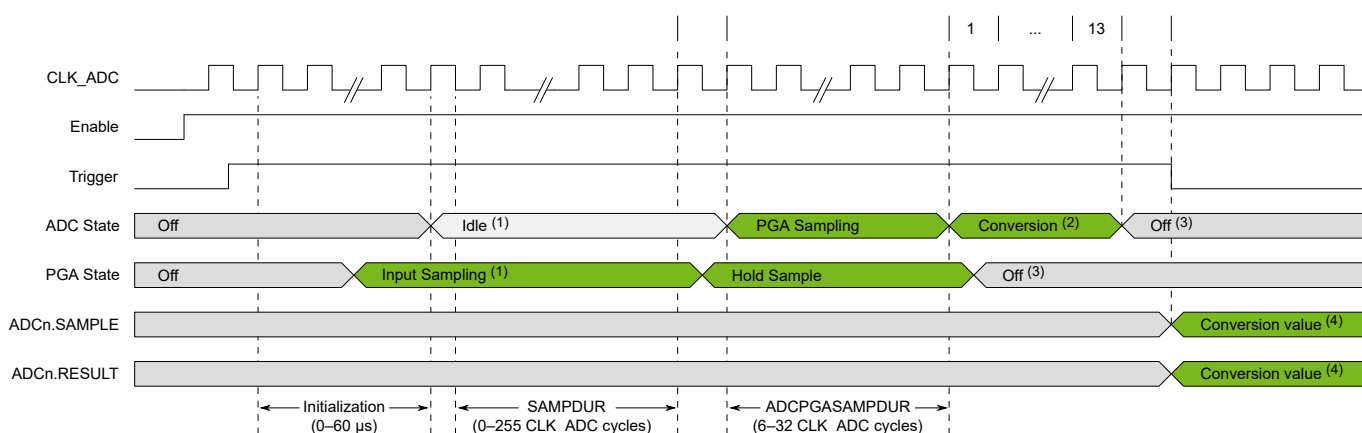 1 ... 13
CLK_ADC
Enable
Trigger
ADC State Off Idle (1) PGA Sampling Conversion (2) Off (3)
PGA State Off Input Sampling (1) Hold Sample Off (3)
ADCn.SAMPLE Conversion value (4)
ADCn.RESULT Conversion value (4)
Initialization SAMPDUR ADCPGASAMPDUR
(0–60 µs) (0–255 CLK_ADC cycles) (6–32 CLK_ADC cycles)